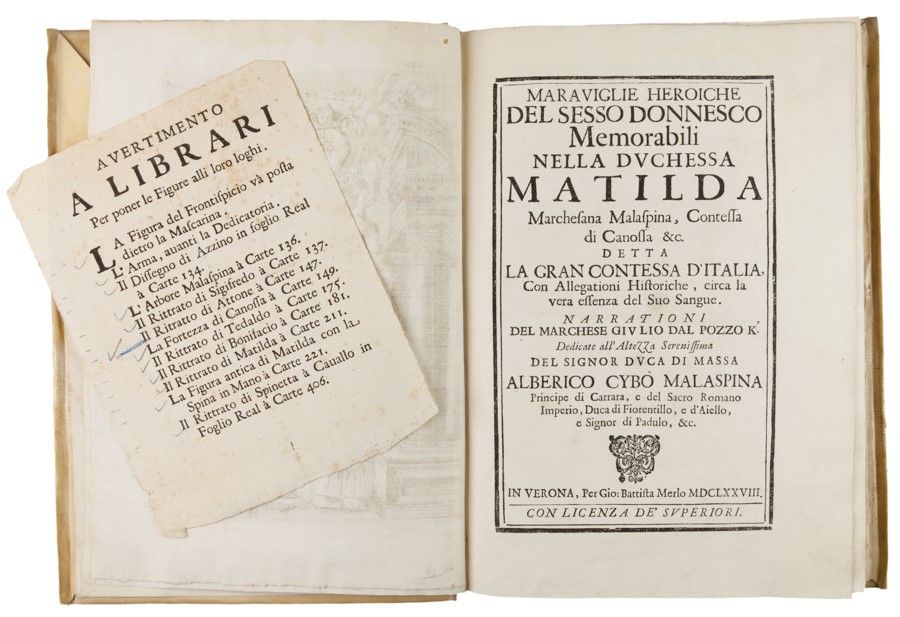 AVERTIMENTO
A LIBRARI
Per poner le Figure alli loro loghi.
LA Figura del Frontispicio và posta
dietro la Mascarina.
L'Arma, auanti la Dedicatoria.
Il Dissegno di Azzino in foglio Real
à Carte 134.
L'Arbore Malaspina à Carte 136.
Il Rittrato di Sigifredo à Carte 137.
Il Rittratto di Attone à Carte 147.
La Fortezza di Canossa à Carte 149.
Il Rittrato di Tedaldo à Carte 175.
Il Rittrato di Bonifacio à Carte 181.
Il Rittrato di Matilda à Carte 211.
La Figura antica di Matilda con la
Spina in Mano à Carte 221.
Il Rittrato di Spinetta à Cauallo in
Foglio Real à Carte 406.
MARAVIGLIE HEROICHE
DEL SESSO DONNESCO
Memorabili
NELLA DVCHESSA
MATILDA
Marchesana Malaspina, Contessa
di Canossa &c.
DETTA
LA GRAN CONTESSA D'ITALIA,
Con Allegationi Historiche, circa la
vera essenza del Suo Sangue.
NARRATIONI
DEL MARCHESE GIVLIO DAL POZZO K.
Dedicate all'Altezza Serenissima
DEL SIGNOR DVCA DI MASSA
ALBERICO CYBÒ MALASPINA
Principe di Carrara, e del Sacro Romano
Imperio, Duca di Fiorentillo, e d'Aiello,
e Signor di Padulo, &c.
IN VERONA, Per Gio: Battista Merlo MDCLXXVIII.
CON LICENZA DE' SVPERIORI.